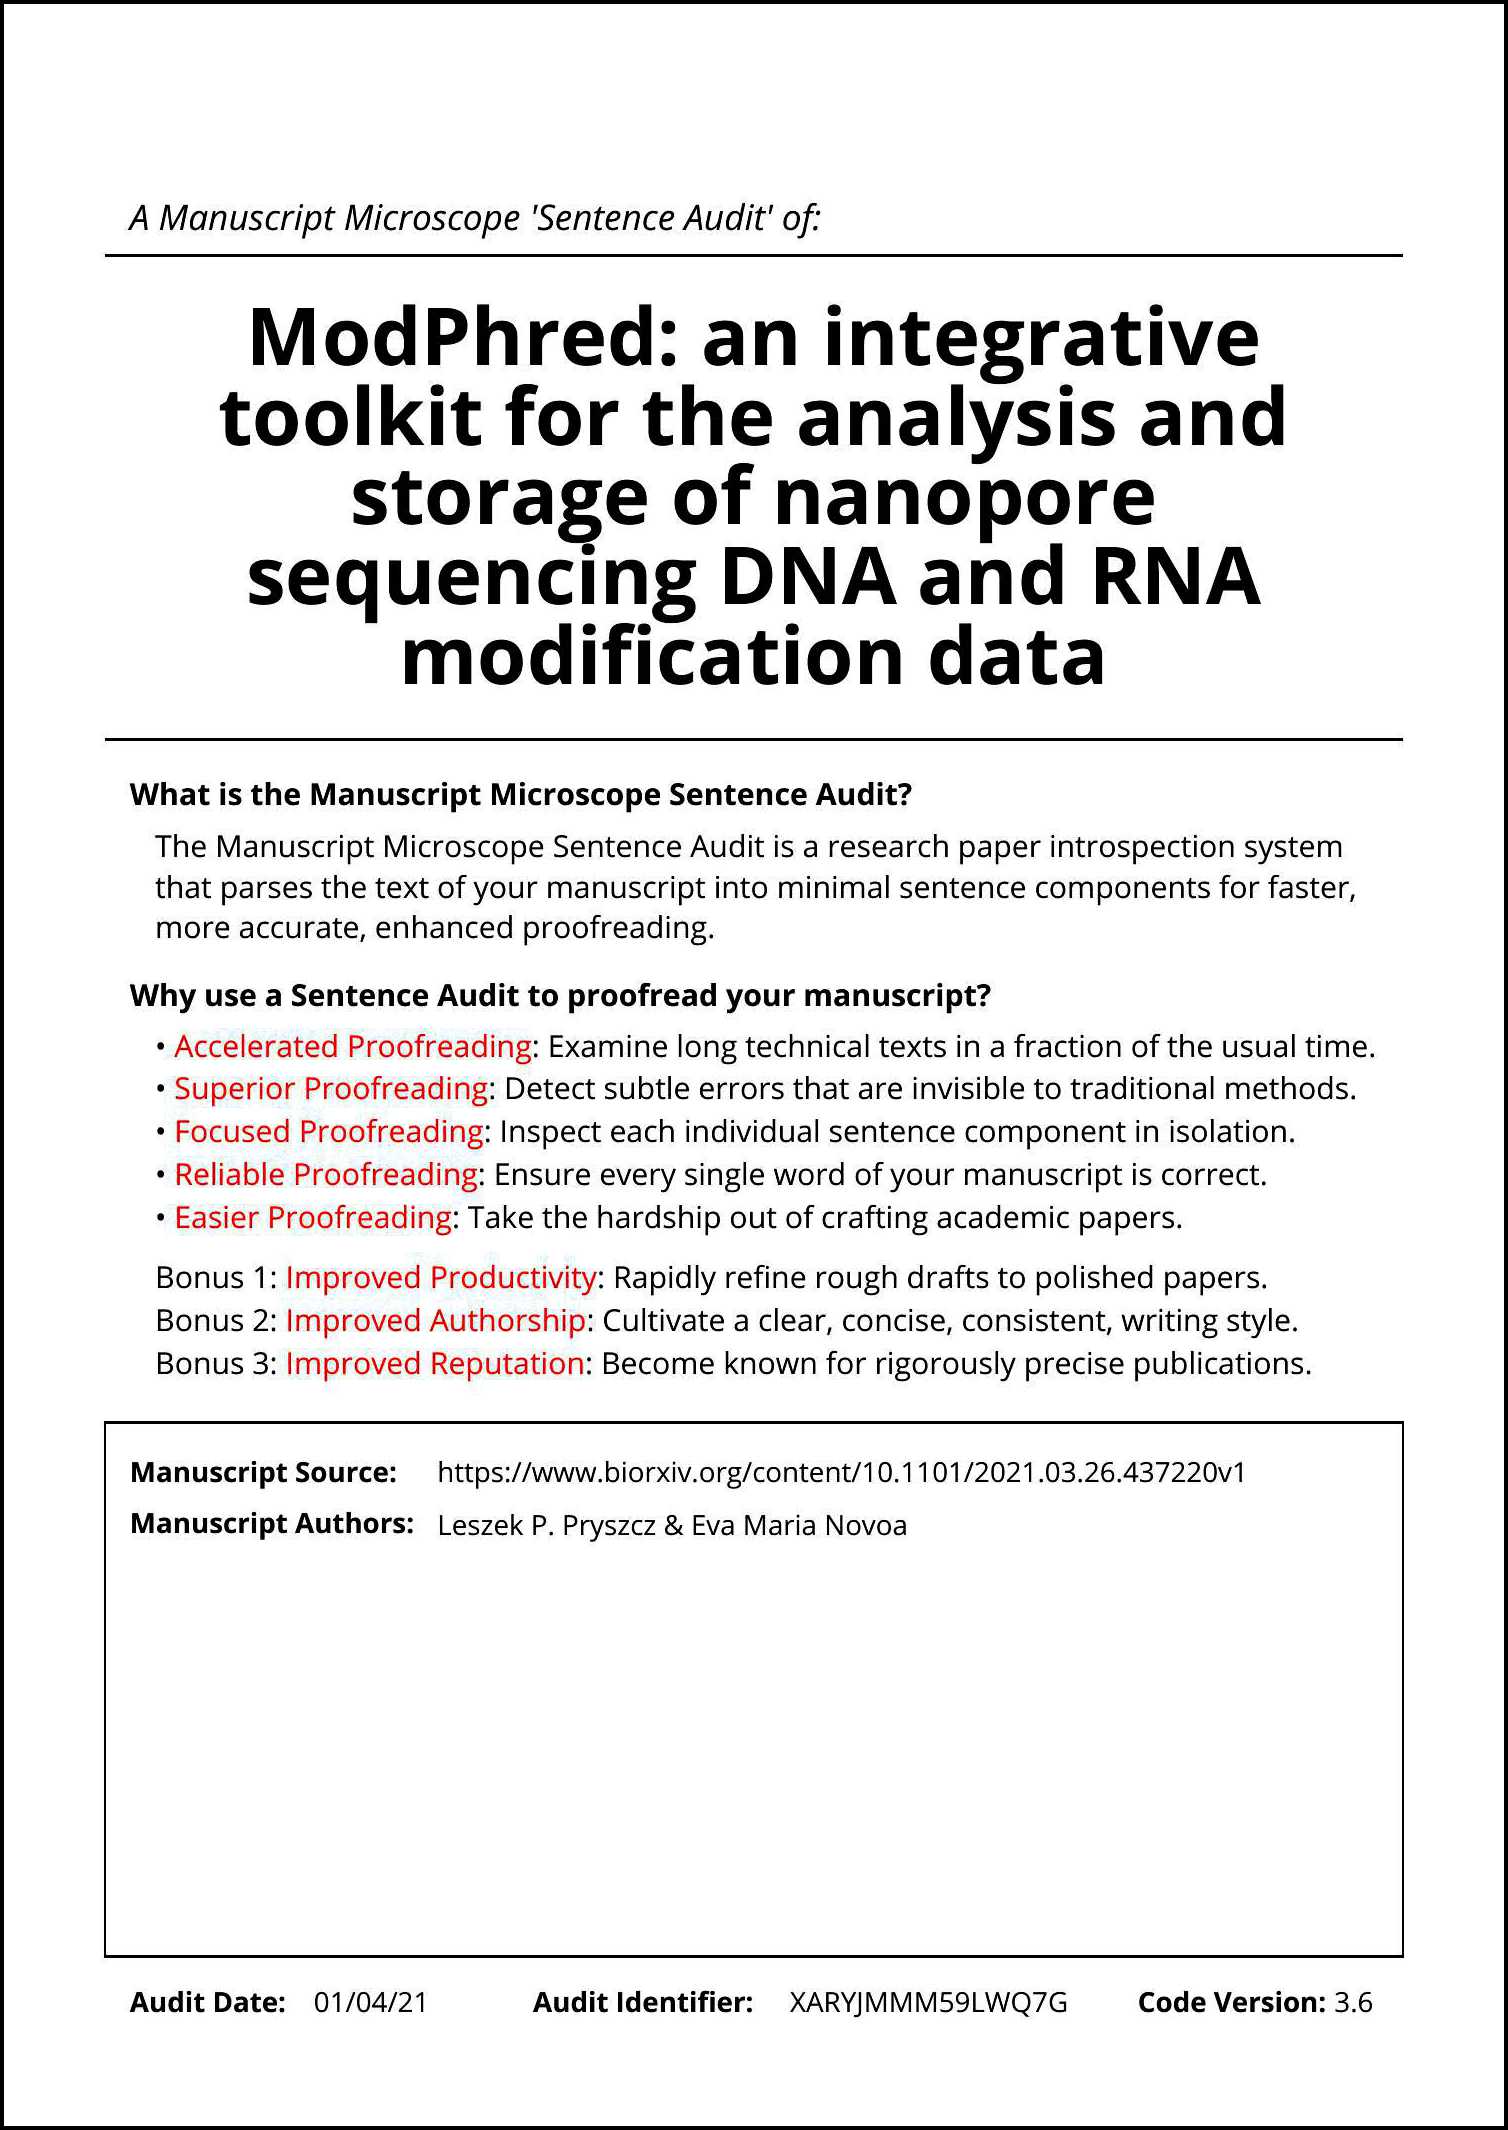 A Manuscript Microscope 'Sentence Audit' of:
ModPhred: an integrative
toolkit for the analysis and
storage of nanopore
sequencing DNA and RNA
modification data
What is the Manuscript Microscope Sentence Audit?
The Manuscript Microscope Sentence Audit is a research paper introspection system
that parses the text of your manuscript into minimal sentence components for faster,
more accurate, enhanced proofreading.
Why use a Sentence Audit to proofread your manuscript?
• Accelerated Proofreading: Examine long technical texts in a fraction of the usual time.
• Superior Proofreading: Detect subtle errors that are invisible to traditional methods.
• Focused Proofreading: Inspect each individual sentence component in isolation.
• Reliable Proofreading: Ensure every single word of your manuscript is correct.
• Easier Proofreading: Take the hardship out of crafting academic papers.
Bonus 1: Improved Productivity: Rapidly refine rough drafts to polished papers.
Bonus 2: Improved Authorship: Cultivate a clear, concise, consistent, writing style.
Bonus 3: Improved Reputation: Become known for rigorously precise publications.
Manuscript Source: https://www.biorxiv.org/content/10.1101/2021.03.26.437220v1
Manuscript Authors: Leszek P. Pryszcz & Eva Maria Novoa
Audit Date: 01/04/21 Audit Identifier: XARYJMMM59LWQ7G Code Version: 3.6